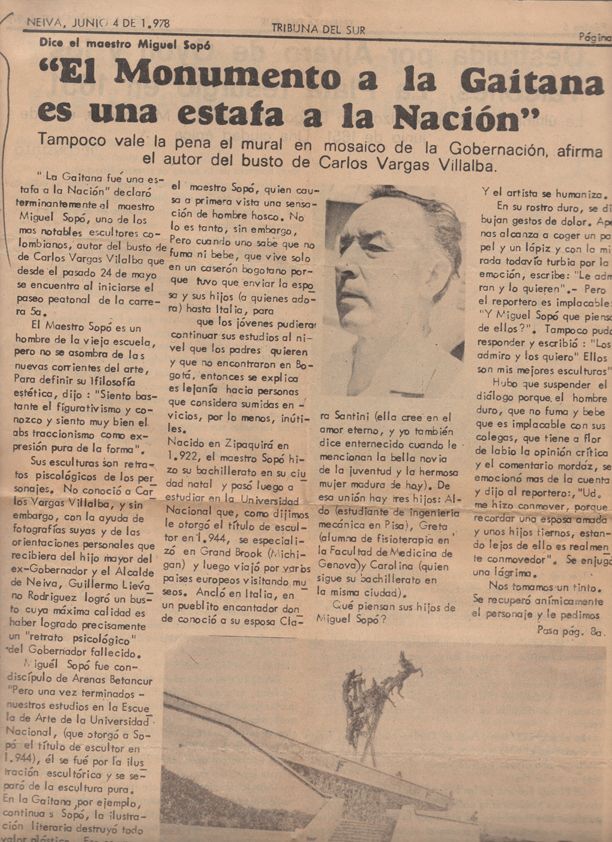 NEIVA, JUNIO 4 DE 1.978
TRIBUNA DEL SUR
Página
Dice el maestro Miguel Sopó
“El Monumento a la Gaitana
es una estafa a la Nación”
Tampoco vale la pena el mural en mosaico de la Gobernación, afirma
el autor del busto de Carlos Vargas Villalba.
" La Gaitana fué una es-
tafa a la Nación" declaró
terminantemente el maestro
Miguel Sopó, uno de los
mas notables escultores co-
lombianos, autor del busto de
de Carlos Vargas Vilalba que
desde el pasado 24 de mayo
se encuentra al iniciarse el
paseo peatonal de la carre-
ra 5a.
El Maestro Sopó es un
hombre de la vieja escuela,
pero no se asombra de las
nuevas corrientes del arte,
Para definir su filosofía
estética, dijo : "Siento bas-
tante el figurativismo y co-
nozco y siento muy bien el
abs traccionismo como ex-
presión pura de la forma".
Sus esculturas son retra-
tos piscológicos de los per
sonajes. No conoció a Car
los Vargas Villalba, y sin
embargo, con la ayuda de
fotografías suyas y de las
orientaciones personales que
recibiera del hijo mayor del
ex-Gobernador y el Alcalde
de Neiva, Guillermo Lieva
no Rodriguez logró un bus-
to cuya máxima calidad es
haber logrado precisamente
un "retrato psicológico"
del Gobernador fallecido.
Miguél Sopó fue con-
discípulo de Arenas Betancur
"Pero una vez terminados -
nuestros estudios en la Escue
la de Arte de la Universidad
Nacional, (que otorgó a So-
pó el título de escultor en
1.944), él se fué por la ilus
tración escultórica y se se-
paró de la escultura pura.
En la Gaitana ,por ejemplo,
continua s Sopó, la ilustra-
ción literaria destruyó todo
el maestro Sopó, quien cau-
sa a primera vista una sensa-
ción de hombre hosco. No
lo es tanto, sin embargo,
Pero cuando uno sabe que no
fuma ni bebe, que vive solo
en un caserón bogotano por-
que tuvo que enviar la espo
sa y sus hijos (a quienes ado-
ra) hasta Italia, para
que los jóvenes pudieran
continuar sus estudios al ni-
vel que los padres quieren
y que no encontraron en Bo-
gotá, entonces se explica
es lejanía hacia personas
que considera sumidas en -
vicios, por lo menos, inúti-
les.
Nacido en Zipaquirá en
1.922, el maestro Sopó hi-
zo su bachillerato en su ciu
dad natal y pasó luego a
estudiar en la Universidad
Nacional que, como dijimos
le otorgó el título de escul-
tor en 1.944, se especiali-
zó en Grand Brook (Michi-
gan) y luego viajó por varios
paises europeos visitando mu
seos. Ancló en Italia, en
un pueblito encantador don-
de conoció a su esposa Cla-
ra Santini (ella cree en el
amor eterno, y yo también
dice enternecido cuando le
mencionan la bella novia
de la juventud y la hermosa
mujer madura de hoy). De
esa unión hay tres hijos: Al-
do (estudiante de ingenieria
mecánica en Pisa), Greta
(alumna de fisioterapia en
la Facultad de Medicina de
Genova)y Carolina (quien
sigue su bachillerato en
la misma ciudad).
Qué piensan sus hijos de
Miguel Sopó?
Y el artista se humaniza.
En su rostro duro, se di
bujan gestos de dolor. Ape
nas alcanza a coger un pa
pel y un lápiz y con la mi
rada todavía turbia por la
emoción, escribe: "Le adm
ran y lo quieren".- Pero
el reportero es implacable
"Y Miguel Sopó que piens
de ellos?". Tampoco pudo
responder y escribió : "Los
admiro y los quiero" Ellos
son mis mejores esculturas"
Hubo que suspender el
diálogo porque el hombre
duro, que no fuma y bebe
que es implacable con sus
colegas, que tiene a flor
de labio la opinión crítica
y el comentario mordáz, se
emocionó mas de la cuenta
y dijo al reportero:, "Ud.
me hizo conmover, porque
recordar una esposa amada
y unos hijos tiernos, estan-
do lejos de ello es realmen
te conmovedor". Se enjugó
una lágrima.
Nos tomamos un tinto.
Se recuperó anímicamente
el personaje y le pedimos
Pasa pág. 8a.